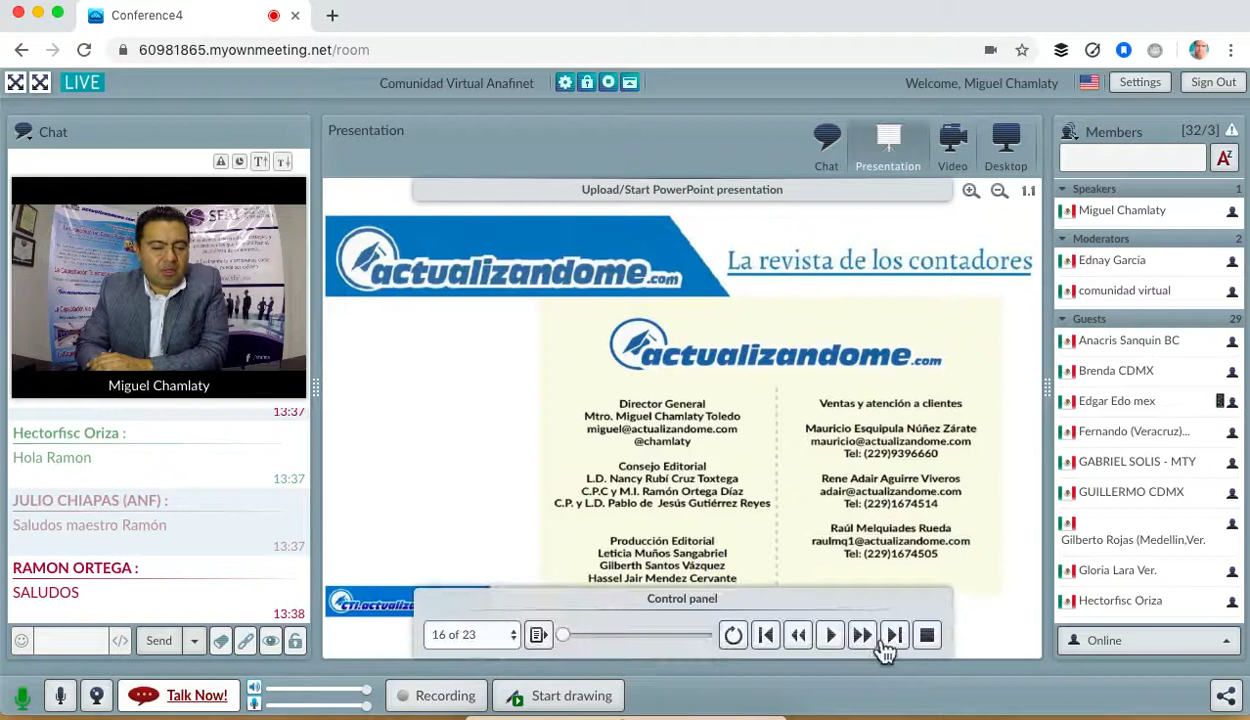 Conference4
60981865.myownmeeting.net/room
LIVE
Comunidad Virtual Anafinet
Welcome, Miguel Chamlaty
Settings
Sign Out
Chat
Miguel Chamlaty
13:37
Hectorfisc Oriza :
Hola Ramon
13:37
JULIO CHIAPAS (ANF) :
Saludos maestro Ramón
13:37
RAMON ORTEGA :
SALUDOS
13:38
Send
Presentation
Chat
Presentation
Video
Desktop
Upload/Start PowerPoint presentation
1.1
actualizandome.com
La revista de los contadores
actualizandome.com
Director General
Mtro. Miguel Chamlaty Toledo
miguel@actualizandome.com
@chamlaty
Consejo Editorial
L.D. Nancy Rubí Cruz Toxtega
C.P.C y M.I. Ramón Ortega Díaz
C.P. y L.D. Pablo de Jesús Gutiérrez Reyes
Producción Editorial
Leticia Muños Sangabriel
Gilberth Santos Vázquez
Hassel Jair Mendez Cervante
Ventas y atención a clientes
Mauricio Esquipula Núñez Zárate
mauricio@actualizandome.com
Tel: (229)9396660
Rene Adair Aguirre Viveros
adair@actualizandome.com
Tel: (229)1674514
Raúl Melquiades Rueda
raulmq1@actualizandome.com
Tel: (229)1674505
Control panel
16 of 23
Members
[32/3]
Speakers 1
Miguel Chamlaty
Moderators 2
Ednay García
comunidad virtual
Guests 29
Anacris Sanquin BC
Brenda CDMX
Edgar Edo mex
Fernando (Veracruz)...
GABRIEL SOLIS - MTY
GUILLERMO CDMX
Gilberto Rojas (Medellin,Ver.
Gloria Lara Ver.
Hectorfisc Oriza
Online
Talk Now!
Recording
Start drawing